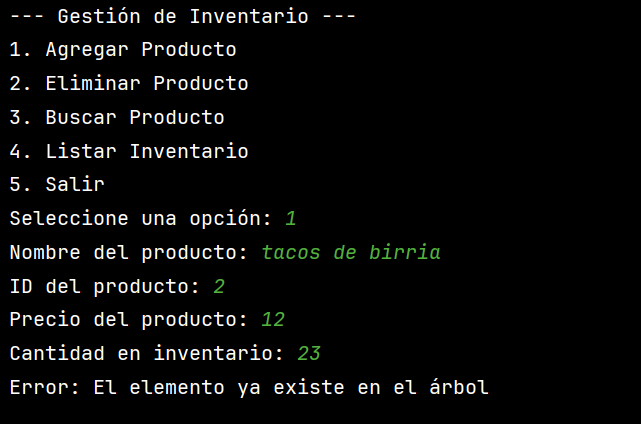 --- Gestión de Inventario ---
1. Agregar Producto
2. Eliminar Producto
3. Buscar Producto
4. Listar Inventario
5. Salir
Seleccione una opción: 1
Nombre del producto: tacos de birria
ID del producto: 2
Precio del producto: 12
Cantidad en inventario: 23
Error: El elemento ya existe en el árbol